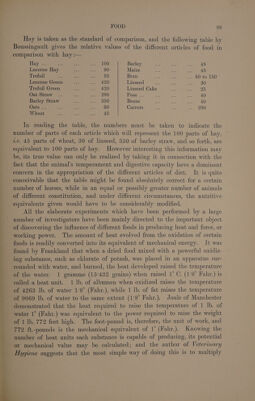 FOOD
Hay is taken as the standard of comparison, and the following table by
Boussingault gives the relative values of the different articles of food in
comparison with hay:—
Hay ... 100
Lucerne Hay ... 90
Trefoil ...
Lucerne Green
Trefoil Green
Oat Straw
Barley Straw
Oats
Wheat ... 45
Barley
Maize
Bran
Linseed
Linseed Cake
Peas
Beans
Carrots
In reading the table, the numbers must be taken to indicate the
number of parts of each article which will represent the 100 parts of hay,
i.e. 45 parts of wheat, 30 of linseed, 350 of barley straw, and so forth, are
equivalent to 100 parts of hay. However interesting this information may
be, its true value can only be realized by taking it in connection with the
fact that the animal's temperament and digestive capacity have a dominant
concern in the appropriation of the different articles of diet. It is quite
conceivable that the table might be found absolutely correct for a certain
number of horses, while in an equal or possibly greater number of animals
of different constitution, and under different circumstances, the nutritive
equivalents given would have to be considerably modified.
All the elaborate experiments which have been performed by a large
number of investigators have been mainly directed to the important object
of discovering the influence of different foods in producing heat and force, or
working power. The amount of heat evolved from the oxidation of certain
foods is readily converted into its equivalent of mechanical energy. It was
found by Frankland that when a dried food mixed with a powerful oxidiz-
ing substance, such as chlorate of potash, was placed in an apparatus sur-
rounded with water, and burned, the heat developed raised the temperature
of the water. 1 gramme (15·432 grains) when raised 1° C. (1·8° Fahr.) is
called a heat unit. 1 lb. of albumen when oxidized raises the temperature
of 4263 lb. of water 1·8° (Fahr.), while 1 lb. of fat raises the temperature
of 9069 lb. of water to the same extent (1·8° Fahr.). Joule of Manchester
demonstrated that the heat required to raise the temperature of 1 lb. of
water 1° (Fahr.) was equivalent to the power required to raise the weight
of 1 lb. 772 feet high. The foot-pound is, therefore, the unit of work, and
772 ft.-pounds is the mechanical equivalent of 1° (Fahr.). Knowing the
number of heat units each substance is capable of producing, its potential
or mechanical value may be calculated; and the author of Veterinary
Hygiene suggests that the most simple way of doing this is to multiply